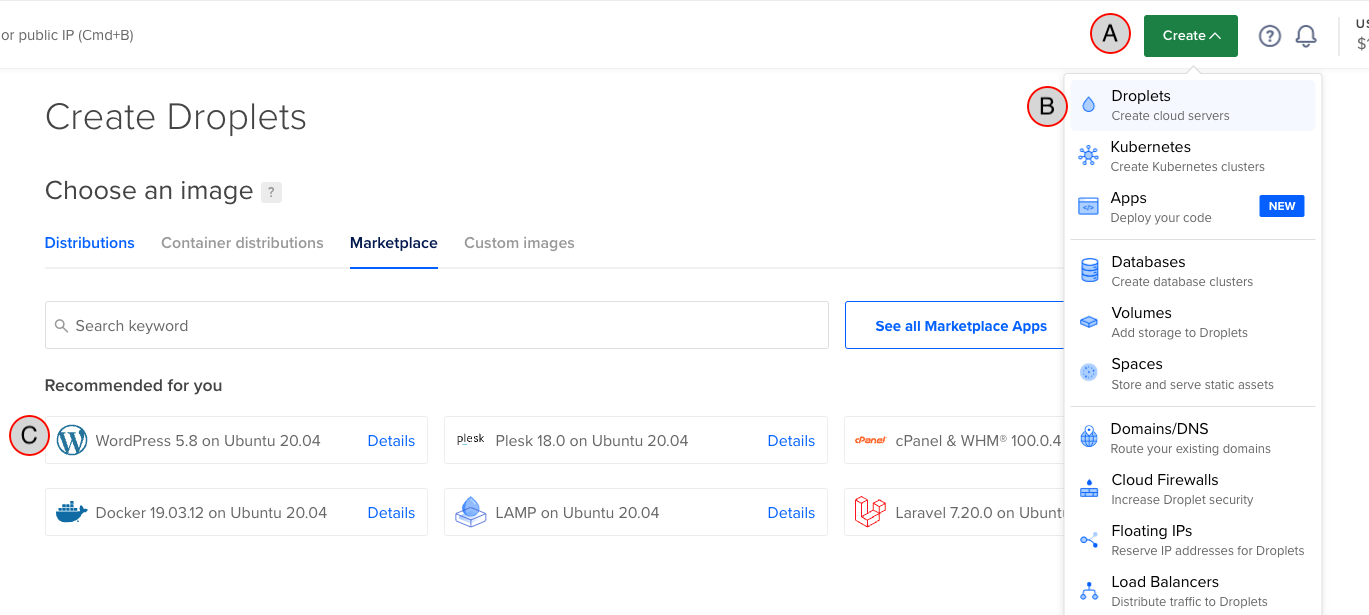 or public IP (Cmd+B)
A
Create
?
US
B
Droplets
Create cloud servers
Kubernetes
Create Kubernetes clusters
Apps
Deploy your code
NEW
Databases
Create database clusters
Volumes
Add storage to Droplets
Spaces
Store and serve static assets
Domains/DNS
Route your existing domains
Cloud Firewalls
Increase Droplet security
Floating IPs
Reserve IP addresses for Droplets
Load Balancers
Distribute traffic to Droplets
Create Droplets
Choose an image ?
Distributions Container distributions Marketplace Custom images
Search keyword
See all Marketplace Apps
Recommended for you
C
WordPress 5.8 on Ubuntu 20.04 Details
plesk Plesk 18.0 on Ubuntu 20.04 Details
cPanel cPanel & WHM® 100.0.4
Docker 19.03.12 on Ubuntu 20.04 Details
LAMP on Ubuntu 20.04 Details
Laravel 7.20.0 on Ubuntu